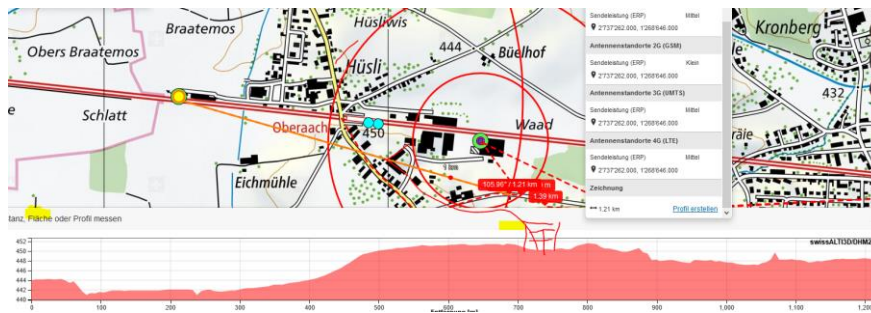 Braatemos
Hüsliwis
444
Büelhof
Kronberg
Obers Braatemos
Hüsli
432
Schlatt
Oberaach
450
Waad
Eichmühle
1 km
105.96° / 1.21 km
1.39 km
Sendeleistung (ERP) Mittel
2'737'262.000, 1'268'646.000
Antennenstandorte 2G (GSM)
Sendeleistung (ERP) Klein
2'737'262.000, 1'268'646.000
Antennenstandorte 3G (UMTS)
Sendeleistung (ERP) Mittel
2'737'262.000, 1'268'646.000
Antennenstandorte 4G (LTE)
Sendeleistung (ERP) Mittel
2'737'262.000, 1'268'646.000
Zeichnung
1.21 km Profil erstellen
tanz, Fläche oder Profil messen
452
450
448
446
444
442
440
0 100 200 300 400 500 600 700 800 900 1,000 1,100 1,200